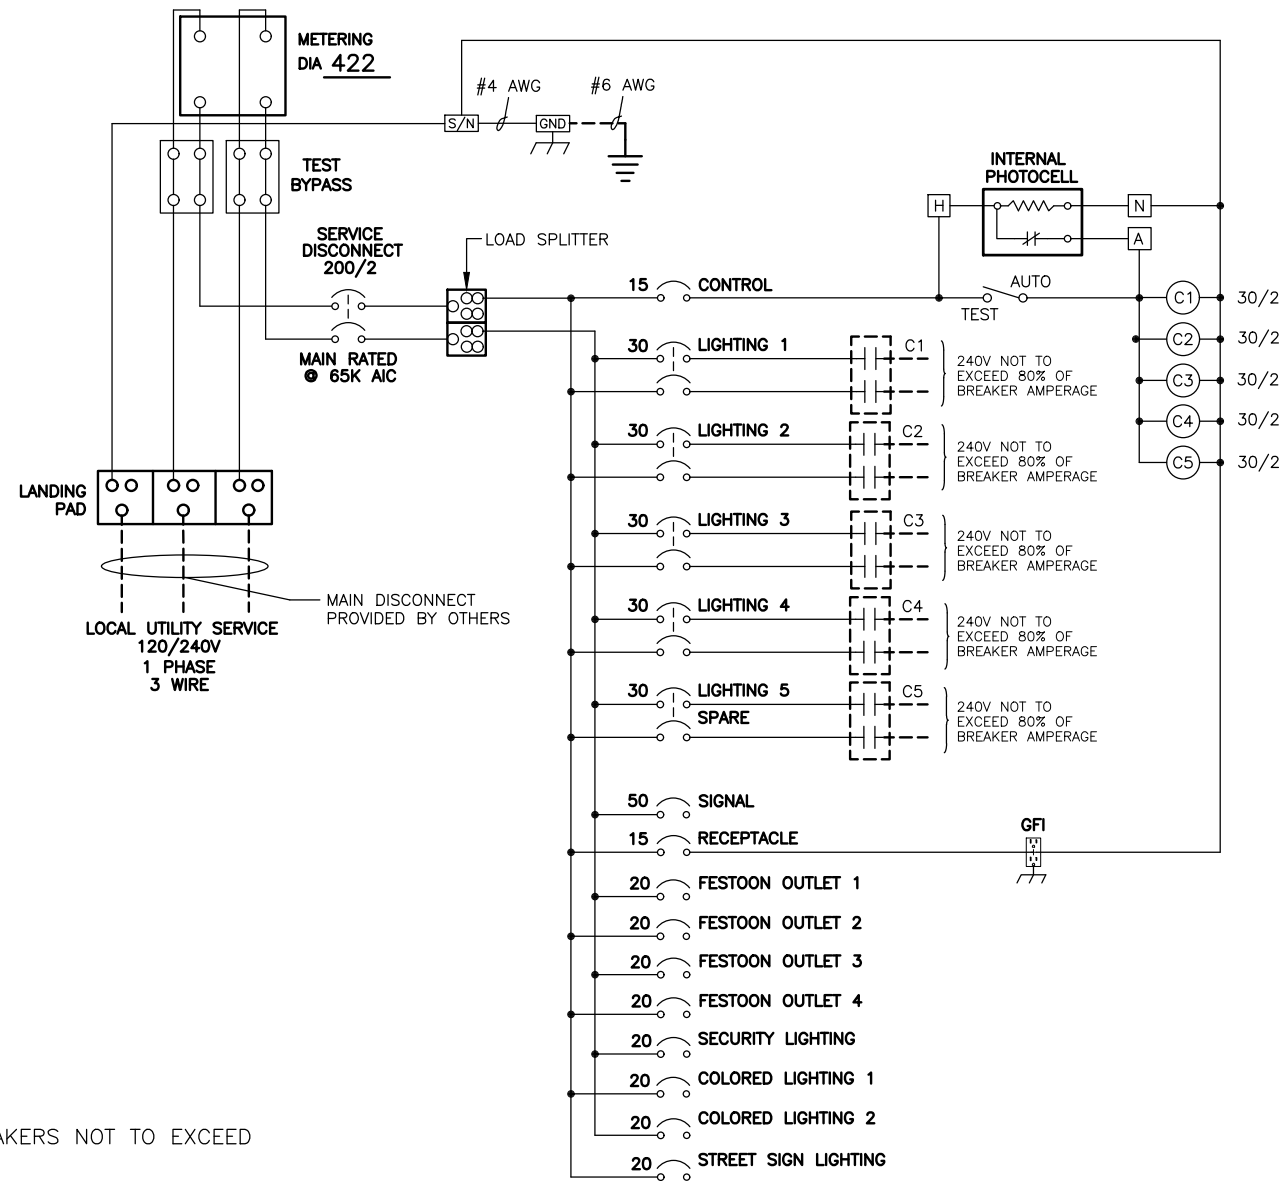 METERING
DIA 422
#4 AWG
#6 AWG
S/N
GND
TEST
BYPASS
INTERNAL
PHOTOCELL
H
N
A
SERVICE
DISCONNECT
200/2
LOAD SPLITTER
MAIN RATED
@ 65K AIC
15 CONTROL
AUTO
TEST
C1 30/2
C2 30/2
C3 30/2
C4 30/2
C5 30/2
30 LIGHTING 1
C1
240V NOT TO
EXCEED 80% OF
BREAKER AMPERAGE
30 LIGHTING 2
C2
240V NOT TO
EXCEED 80% OF
BREAKER AMPERAGE
30 LIGHTING 3
C3
240V NOT TO
EXCEED 80% OF
BREAKER AMPERAGE
30 LIGHTING 4
C4
240V NOT TO
EXCEED 80% OF
BREAKER AMPERAGE
30 LIGHTING 5
SPARE
C5
240V NOT TO
EXCEED 80% OF
BREAKER AMPERAGE
LANDING
PAD
MAIN DISCONNECT
PROVIDED BY OTHERS
LOCAL UTILITY SERVICE
120/240V
1 PHASE
3 WIRE
50 SIGNAL
15 RECEPTACLE
GFI
20 FESTOON OUTLET 1
20 FESTOON OUTLET 2
20 FESTOON OUTLET 3
20 FESTOON OUTLET 4
20 SECURITY LIGHTING
20 COLORED LIGHTING 1
20 COLORED LIGHTING 2
20 STREET SIGN LIGHTING
AKERS NOT TO EXCEED